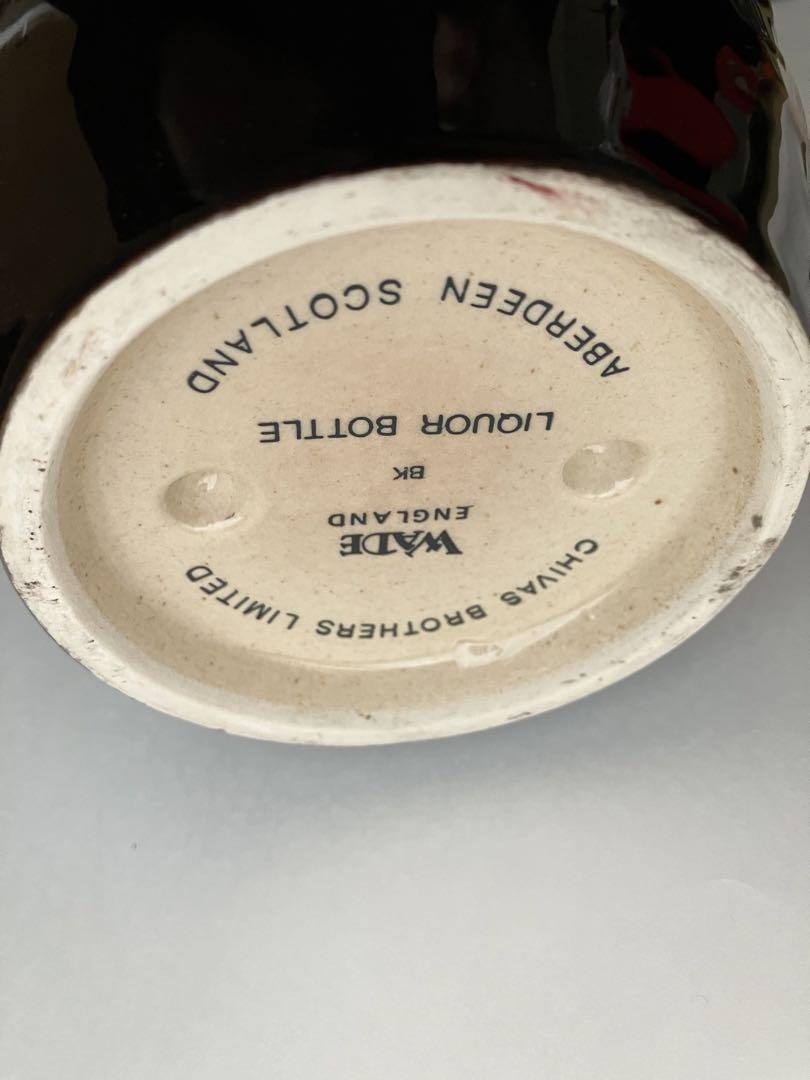 CHIVAS BROTHERS LIMITED
WADE
ENGLAND
BK
LIQUOR BOTTLE
ABERDEEN SCOTLAND